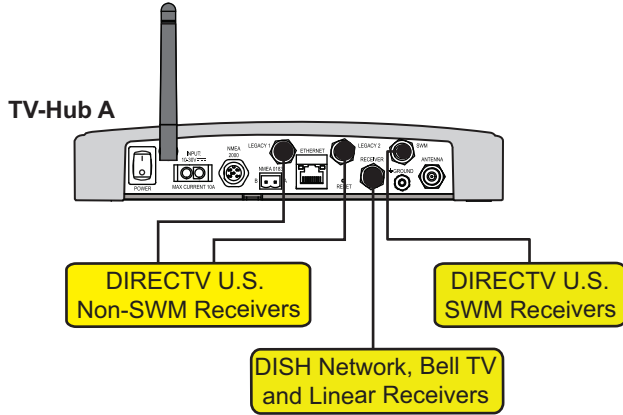 TV-Hub A
POWER
INPUT:
10-30V
MAX CURRENT 10A
NMEA
2000
LEGACY 1
NMEA 0183
B
A
ETHERNET
LEGACY 2
RESET
RECEIVER
SWM
GROUND
ANTENNA
DIRECTV U.S.
Non-SWM Receivers
DIRECTV U.S.
SWM Receivers
DISH Network, Bell TV
and Linear Receivers